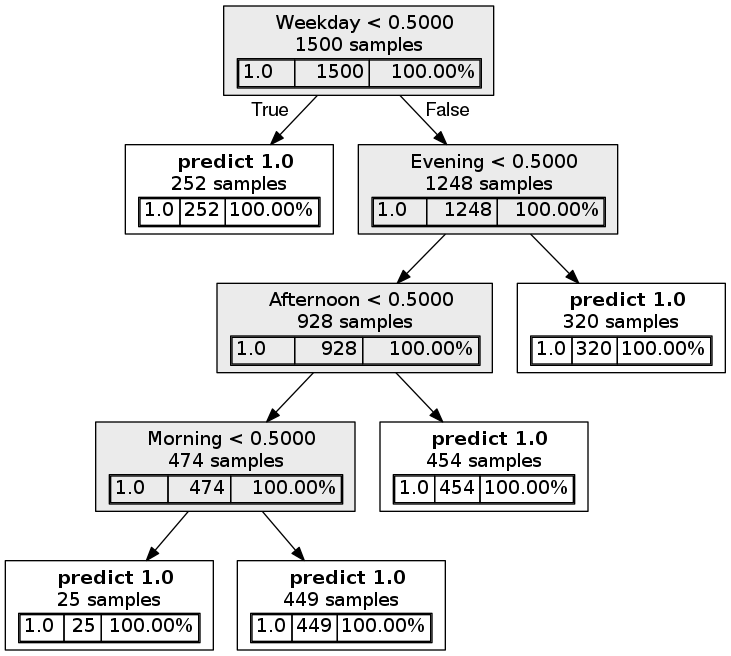 Weekday < 0.5000
1500 samples
1.0 1500 100.00%
True
False
predict 1.0
252 samples
1.0 252 100.00%
Evening < 0.5000
1248 samples
1.0 1248 100.00%
Afternoon < 0.5000
928 samples
1.0 928 100.00%
predict 1.0
320 samples
1.0 320 100.00%
Morning < 0.5000
474 samples
1.0 474 100.00%
predict 1.0
454 samples
1.0 454 100.00%
predict 1.0
25 samples
1.0 25 100.00%
predict 1.0
449 samples
1.0 449 100.00%